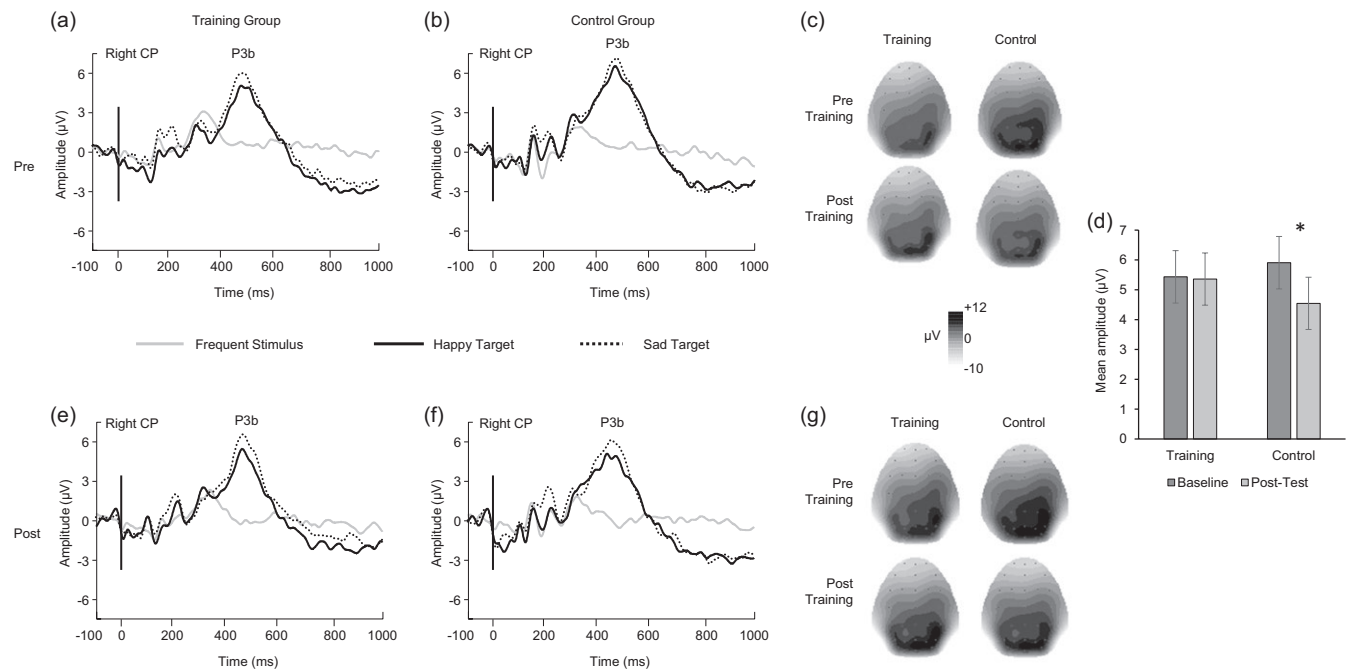 (a)
Training Group
Right CP
P3b
6
3
0
-3
-6
Amplitude (µV)
-100 0 200 400 600 800 1000
Time (ms)
Pre
(b)
Control Group
Right CP
P3b
6
3
0
-3
-6
Amplitude (µV)
-100 0 200 400 600 800 1000
Time (ms)
Frequent Stimulus
Happy Target
Sad Target
(c)
Training Control
Pre
Training
Post
Training
µV
+12
0
-10
(d)
*
7
6
5
4
3
2
1
0
Mean amplitude (µV)
Training Control
Baseline Post-Test
(e)
Right CP
P3b
6
3
0
-3
-6
Amplitude (µV)
-100 0 200 400 600 800 1000
Time (ms)
Post
(f)
Right CP
P3b
6
3
0
-3
-6
Amplitude (µV)
-100 0 200 400 600 800 1000
Time (ms)
(g)
Training Control
Pre
Training
Post
Training